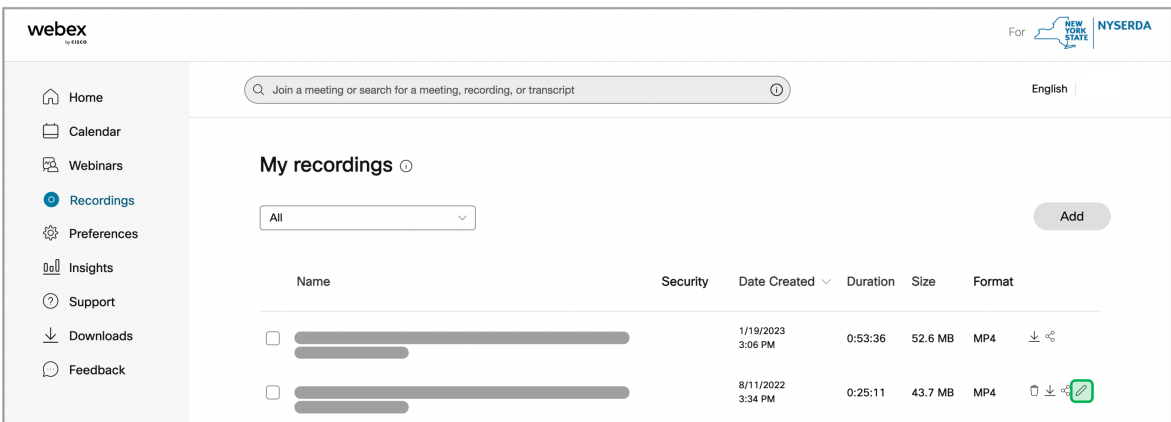 webex
by CISCO
For NEW YORK STATE NYSERDA
Home
Calendar
Webinars
Recordings
Preferences
Insights
Support
Downloads
Feedback
Join a meeting or search for a meeting, recording, or transcript
English
My recordings
All
Add
Name Security Date Created Duration Size Format
1/19/2023
3:06 PM
0:53:36 52.6 MB MP4
8/11/2022
3:34 PM
0:25:11 43.7 MB MP4